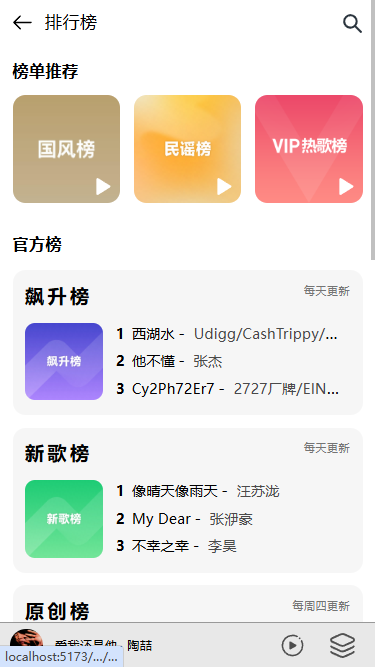 排行榜
榜单推荐
国风榜
民谣榜
VIP热歌榜
官方榜
飙升榜
每天更新
飙升榜
1 西湖水 - Udigg/CashTrippy/...
2 他不懂 - 张杰
3 Cy2Ph72Er7 - 2727厂牌/EIN...
新歌榜
每天更新
新歌榜
1 像晴天像雨天 - 汪苏泷
2 My Dear - 张洢豪
3 不幸之幸 - 李昊
原创榜
每周四更新
爱我还是他 - 陶喆
localhost:5173/.../...